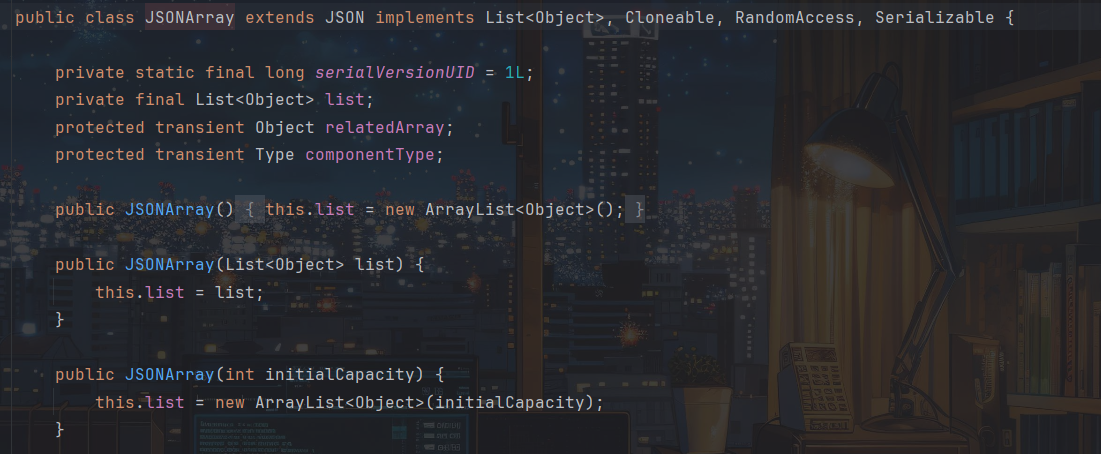 public class JSONArray extends JSON implements List<Object>, Cloneable, RandomAccess, Serializable {
private static final long serialVersionUID = 1L;
private final List<Object> list;
protected transient Object relatedArray;
protected transient Type componentType;
public JSONArray() { this.list = new ArrayList<Object>(); }
public JSONArray(List<Object> list) {
this.list = list;
}
public JSONArray(int initialCapacity) {
this.list = new ArrayList<Object>(initialCapacity);
}